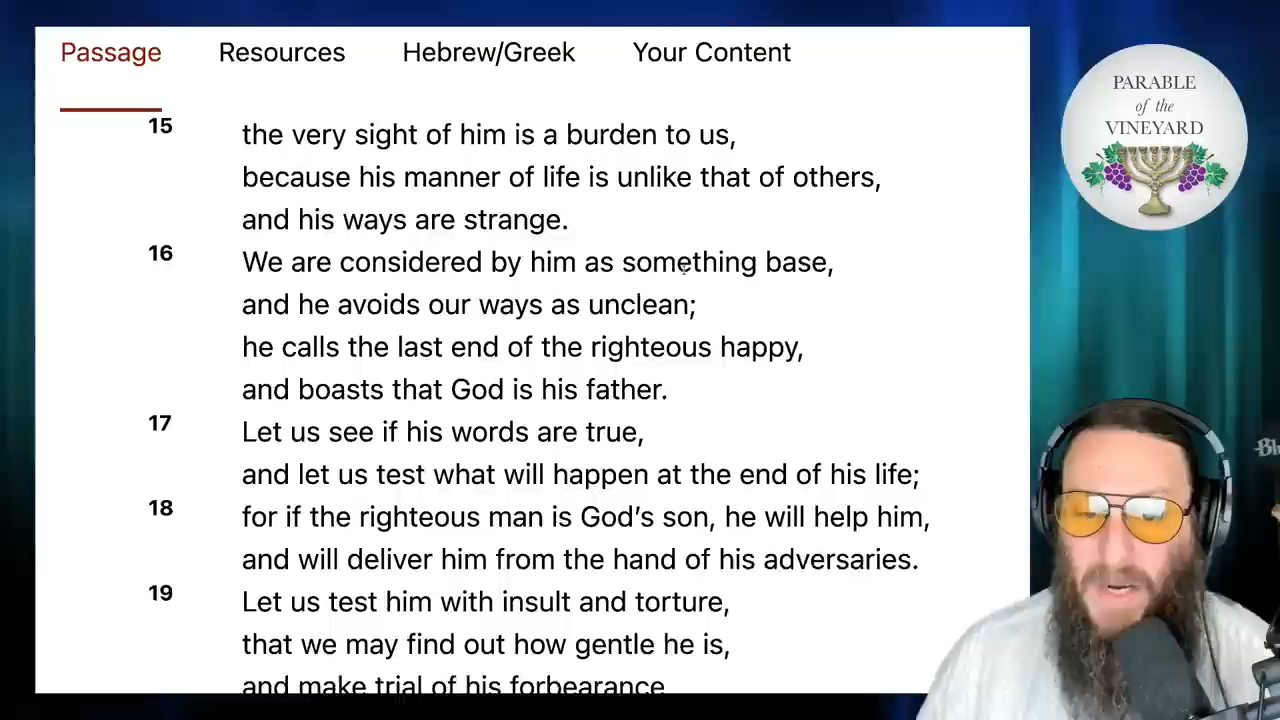 Passage Resources Hebrew/Greek Your Content
15 the very sight of him is a burden to us,
because his manner of life is unlike that of others,
and his ways are strange.
16 We are considered by him as something base,
and he avoids our ways as unclean;
he calls the last end of the righteous happy,
and boasts that God is his father.
17 Let us see if his words are true,
and let us test what will happen at the end of his life;
18 for if the righteous man is God’s son, he will help him,
and will deliver him from the hand of his adversaries.
19 Let us test him with insult and torture,
that we may find out how gentle he is,
and make trial of his forbearance
PARABLE
of the
VINEYARD